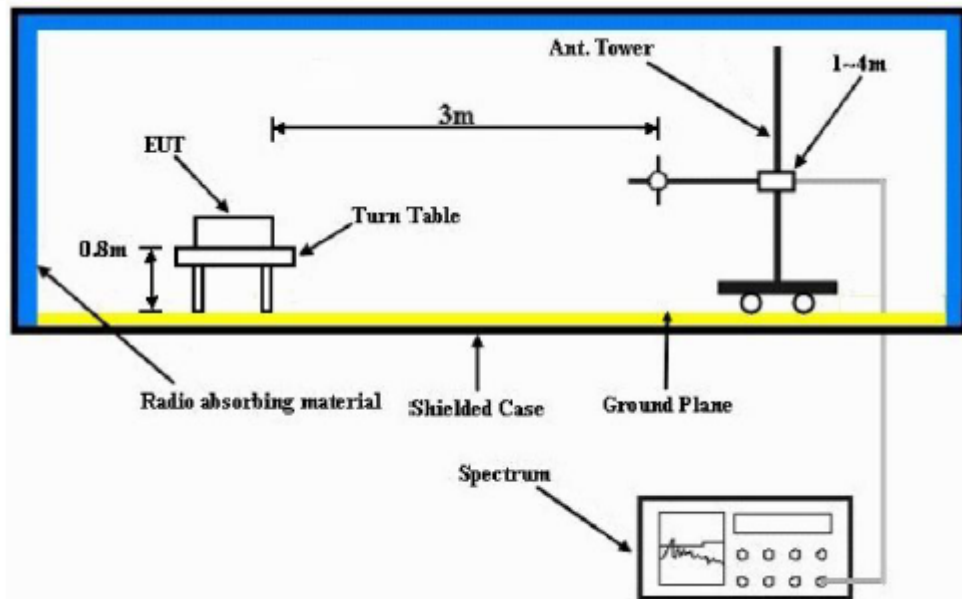 Ant. Tower
1~4m
3m
EUT
Turn Table
0.8m
Radio absorbing material
Shielded Case
Ground Plane
Spectrum